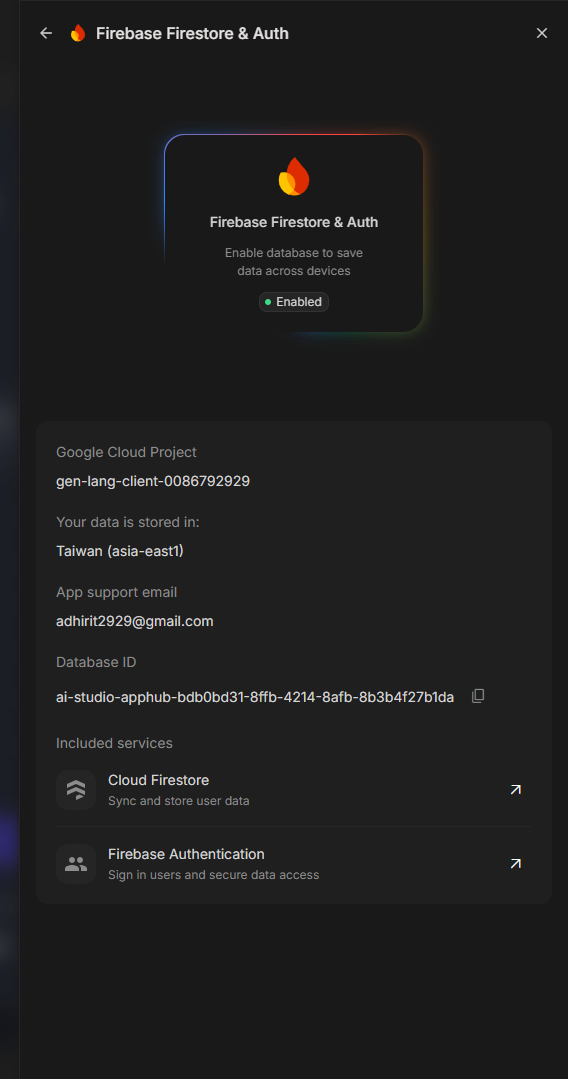 Firebase Firestore & Auth
Firebase Firestore & Auth
Enable database to save
data across devices
Enabled
Google Cloud Project
gen-lang-client-0086792929
Your data is stored in:
Taiwan (asia-east1)
App support email
adhirit2929@gmail.com
Database ID
ai-studio-apphub-bdb0bd31-8ffb-4214-8afb-8b3b4f27b1da
Included services
Cloud Firestore
Sync and store user data
Firebase Authentication
Sign in users and secure data access